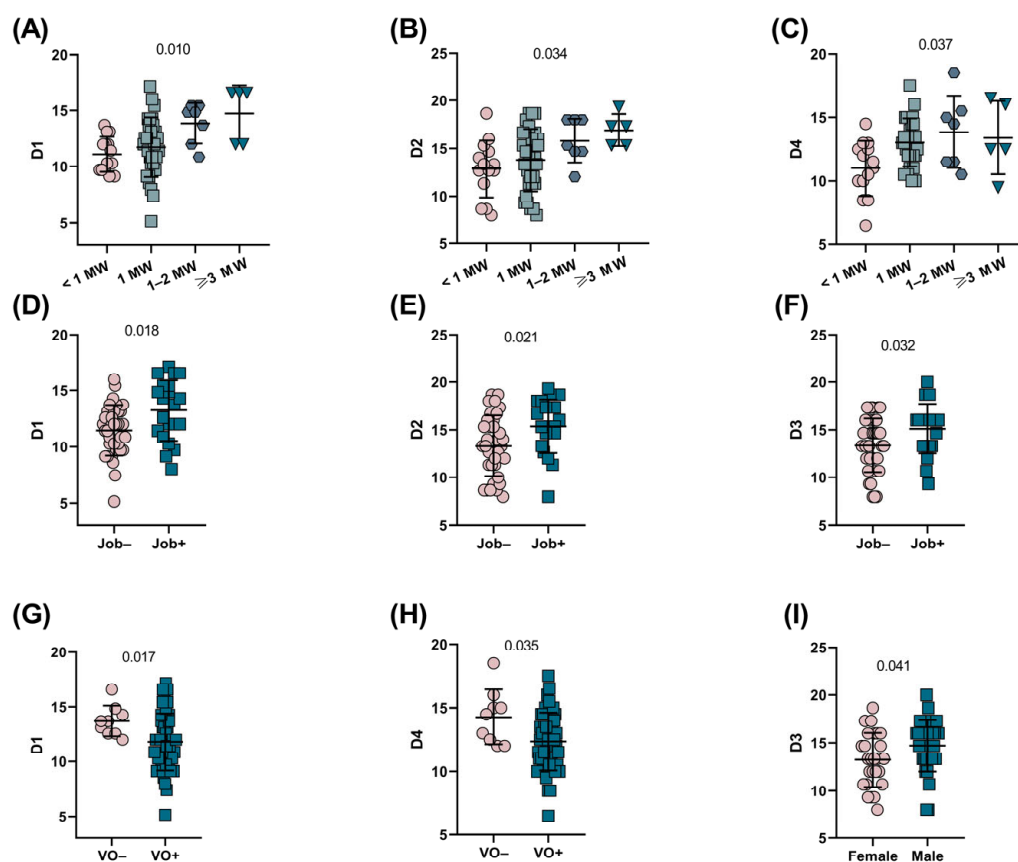 (A)
0.010
20
15
10
5
D1
< 1 MW
1 MW
1–2 MW
≥3 MW
(B)
0.034
25
20
15
10
5
D2
< 1 MW
1 MW
1–2 MW
≥3 MW
(C)
0.037
20
15
10
5
D4
< 1 MW
1 MW
1–2 MW
≥3 MW
(D)
0.018
20
15
10
5
D1
Job–
Job+
(E)
0.021
25
20
15
10
5
D2
Job–
Job+
(F)
0.032
25
20
15
10
5
D3
Job–
Job+
(G)
0.017
20
15
10
5
D1
VO–
VO+
(H)
0.035
20
15
10
5
D4
VO–
VO+
(I)
0.041
25
20
15
10
5
D3
Female
Male